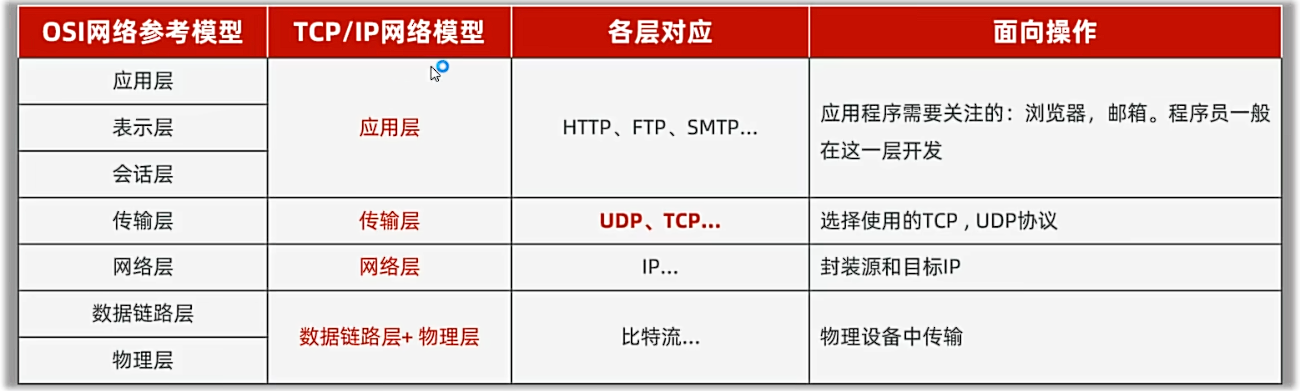 OSI网络参考模型 TCP/IP网络模型 各层对应 面向操作
应用层
表示层
会话层
应用层
HTTP、FTP、SMTP...
应用程序需要关注的：浏览器，邮箱。程序员一般
在这一层开发
传输层 传输层 UDP、TCP... 选择使用的TCP , UDP协议
网络层 网络层 IP... 封装源和目标IP
数据链路层
物理层
数据链路层+ 物理层
比特流...
物理设备中传输